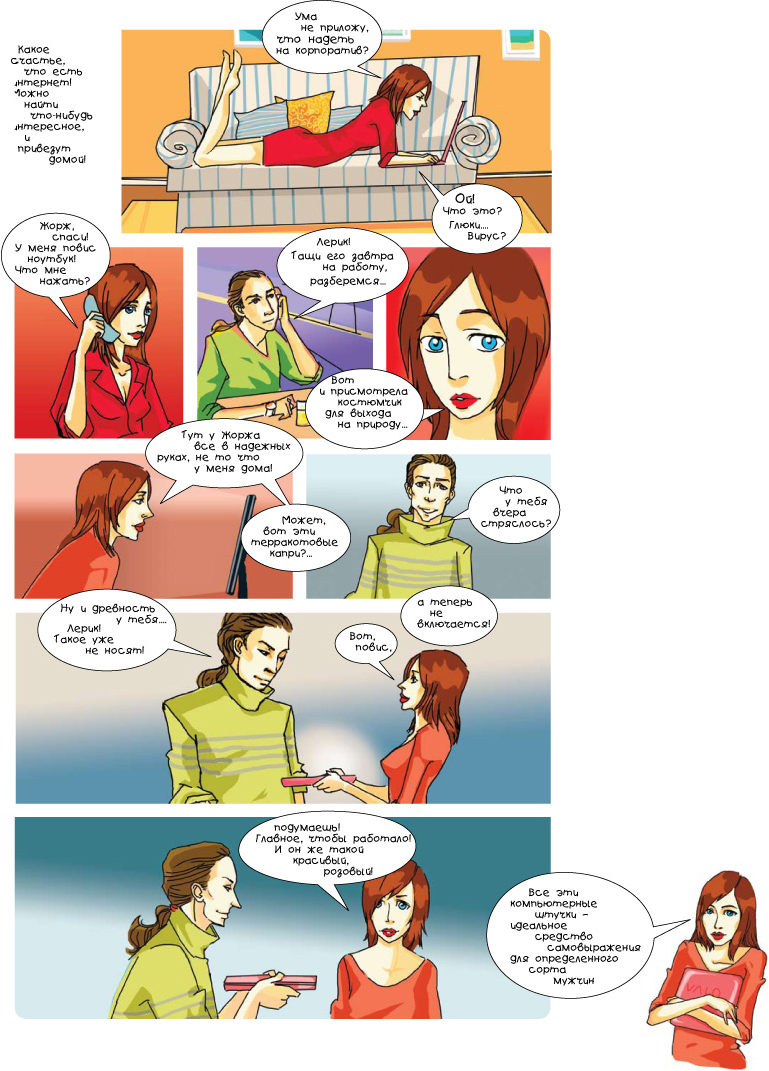 Ума
не приложу,
что надеть
на корпоратив?
Какое
счастье,
что есть
интернет!
Можно
найти
что-нибудь
интересное,
и
привезут
домой!
Ой!
Что это?
Глюки....
Вирус?
Жорж,
спаси!
У меня повис
ноутбук!
Что мне
нажать?
Лерик!
Тащи его завтра
на работу,
разберемся...
Вот
и присмотрела
костюмчик
для выхода
на природу...
Тут у Жоржа
все в надежных
руках, не то что
у меня дома!
Может,
вот эти
терракотовые
капри?...
Что
у тебя
вчера
стряслось?
Ну и древность
у тебя....
Лерик!
Такое уже
не носят!
Вот,
повис,
а теперь
не
включается!
подумаешь!
Главное, чтобы работало!
И он же такой
красивый,
розовый!
Все эти
компьютерные
штучки –
идеальное
средство
самовыражения
для определенного
сорта
мужчин